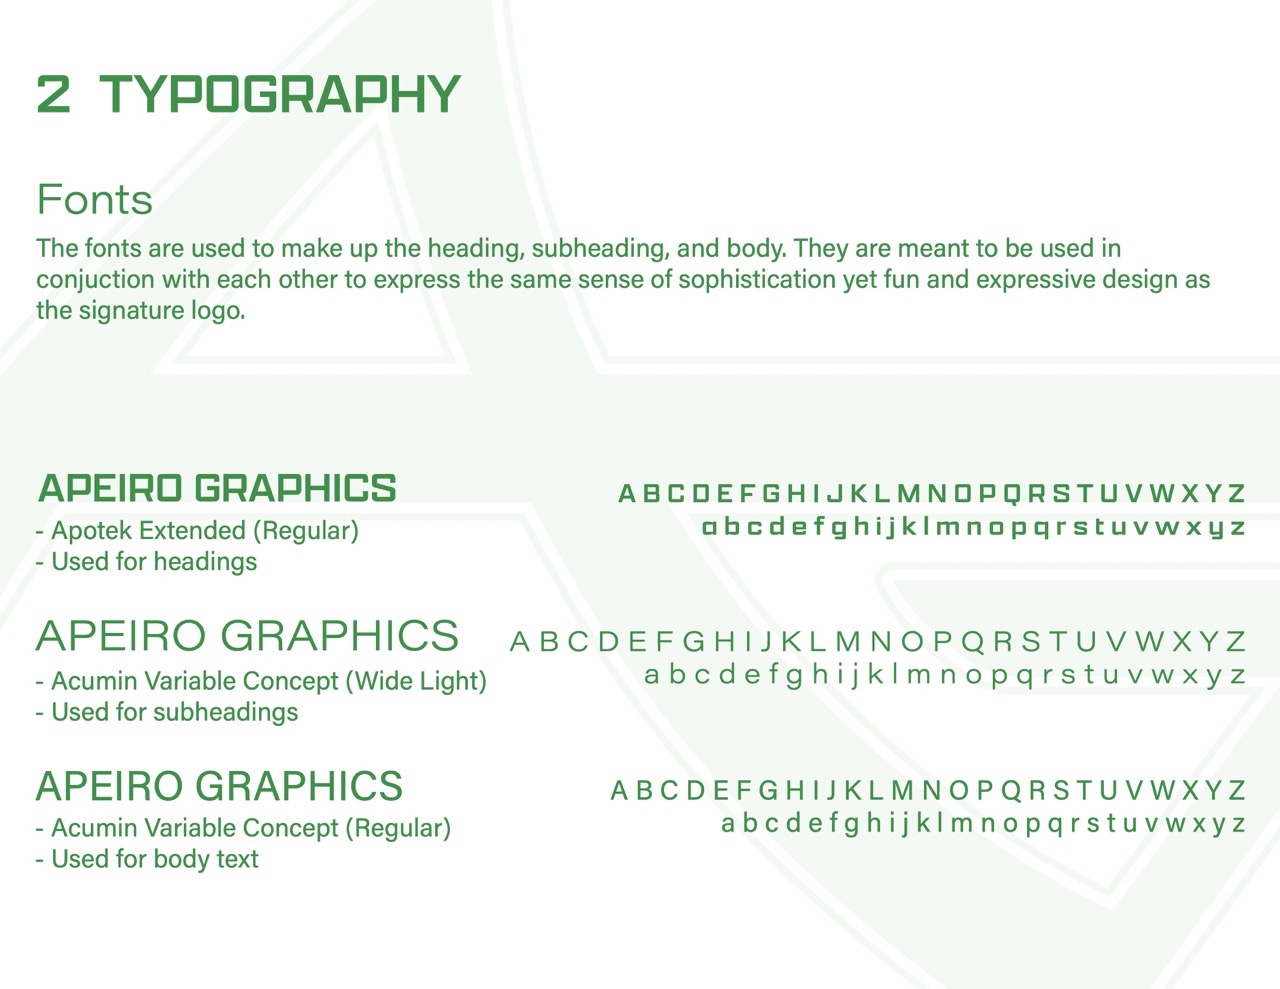 2 TYPOGRAPHY
Fonts
The fonts are used to make up the heading, subheading, and body. They are meant to be used in
conjuction with each other to express the same sense of sophistication yet fun and expressive design as
the signature logo.
APEIRO GRAPHICS
- Apotek Extended (Regular)
- Used for headings
A B C D E F G H I J K L M N O P Q R S T U V W X Y Z
a b c d e f g h i j k l m n o p q r s t u v w x y z
APEIRO GRAPHICS
- Acumin Variable Concept (Wide Light)
- Used for subheadings
A B C D E F G H I J K L M N O P Q R S T U V W X Y Z
a b c d e f g h i j k l m n o p q r s t u v w x y z
APEIRO GRAPHICS
- Acumin Variable Concept (Regular)
- Used for body text
A B C D E F G H I J K L M N O P Q R S T U V W X Y Z
a b c d e f g h i j k l m n o p q r s t u v w x y z